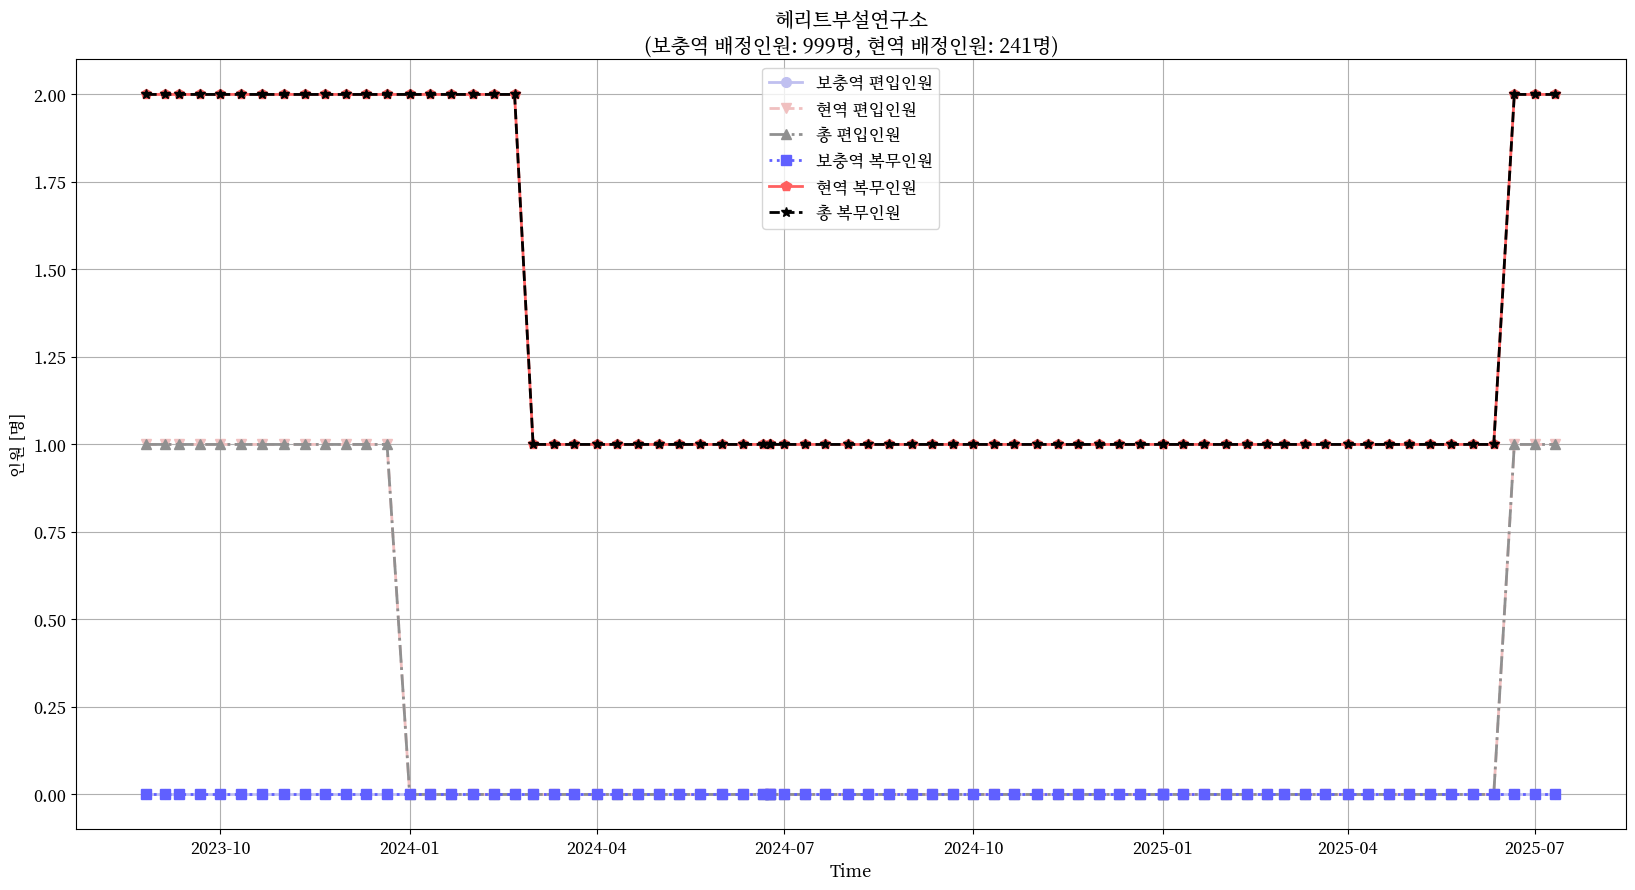 헤리트부설연구소
(보충역 배정인원: 999명, 현역 배정인원: 241명)
보충역 편입인원
현역 편입인원
총 편입인원
보충역 복무인원
현역 복무인원
총 복무인원
인원 [명]
2.00
1.75
1.50
1.25
1.00
0.75
0.50
0.25
0.00
2023-10
2024-01
2024-04
2024-07
2024-10
2025-01
2025-04
2025-07
Time